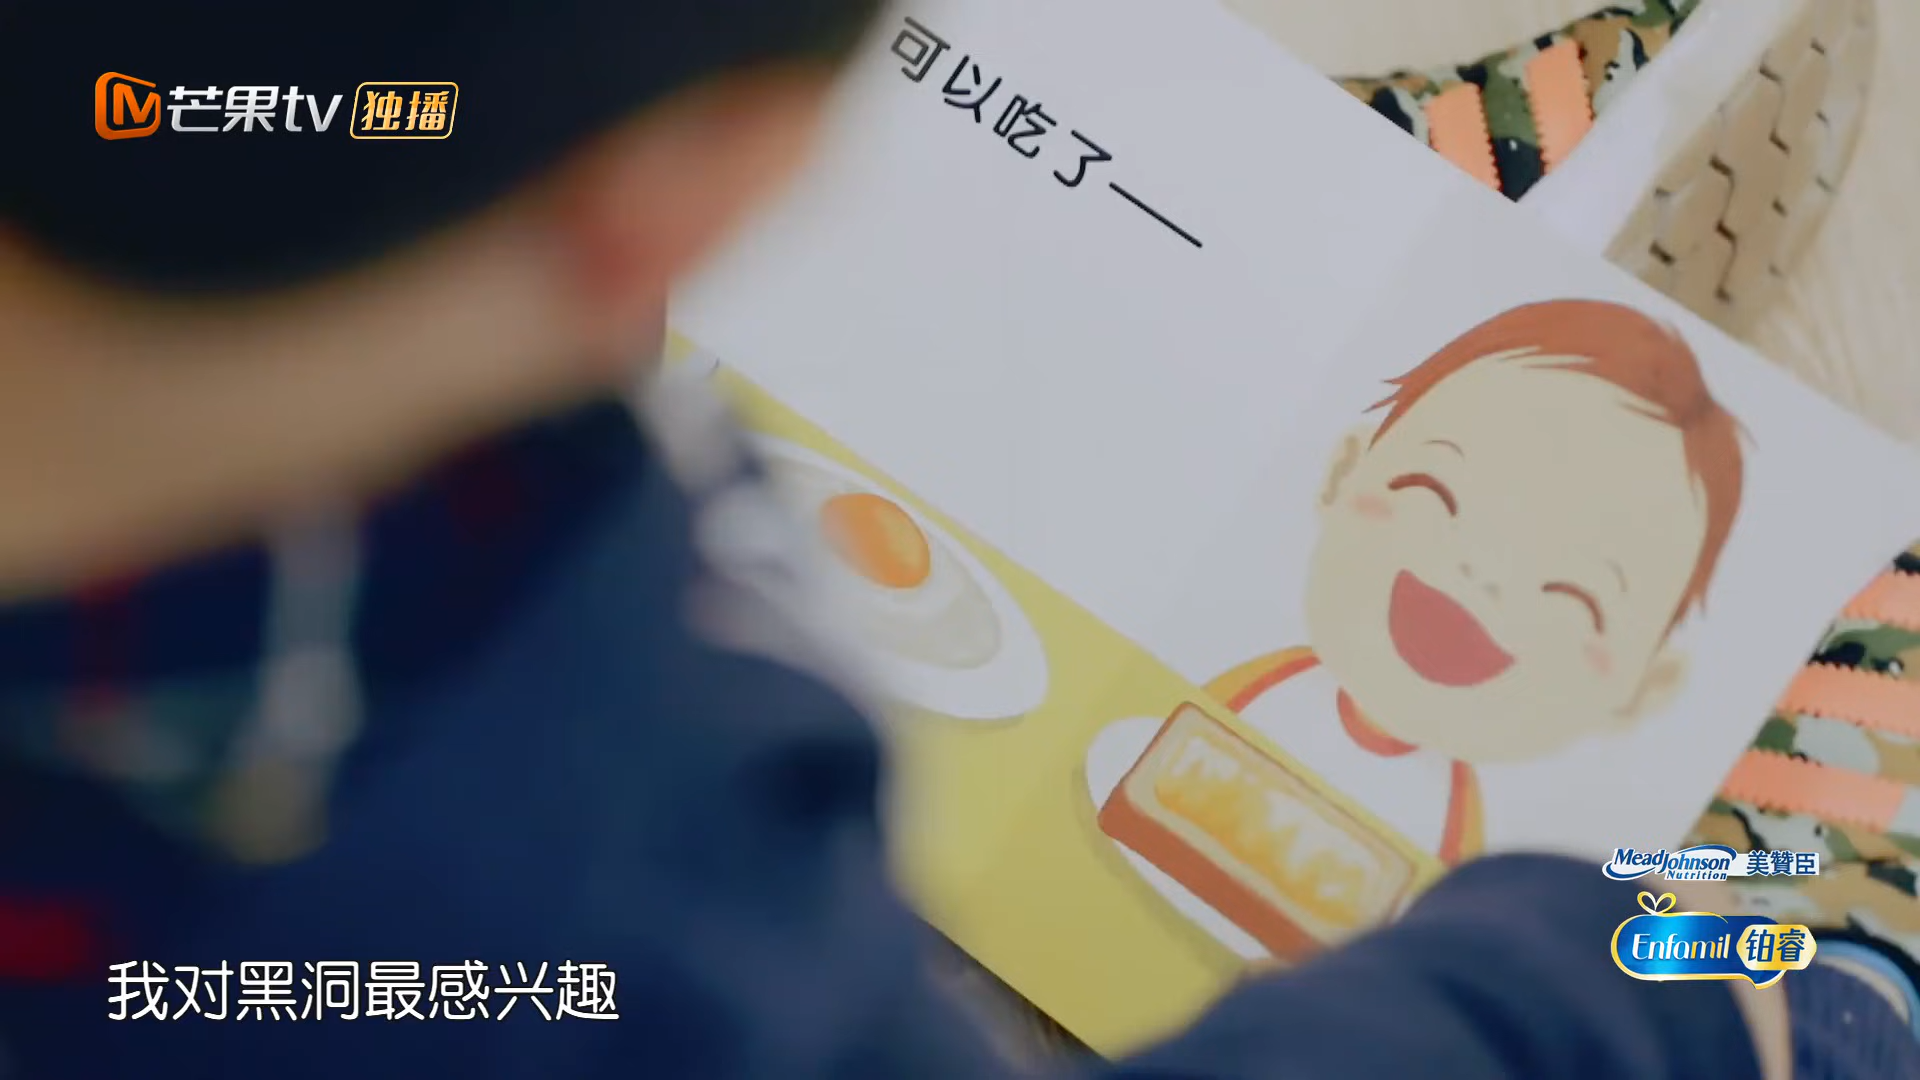 芒果tv 独播
可以吃了——
MeadJohnson Nutrition 美贊臣
Enfamil 铂睿
我对黑洞最感兴趣